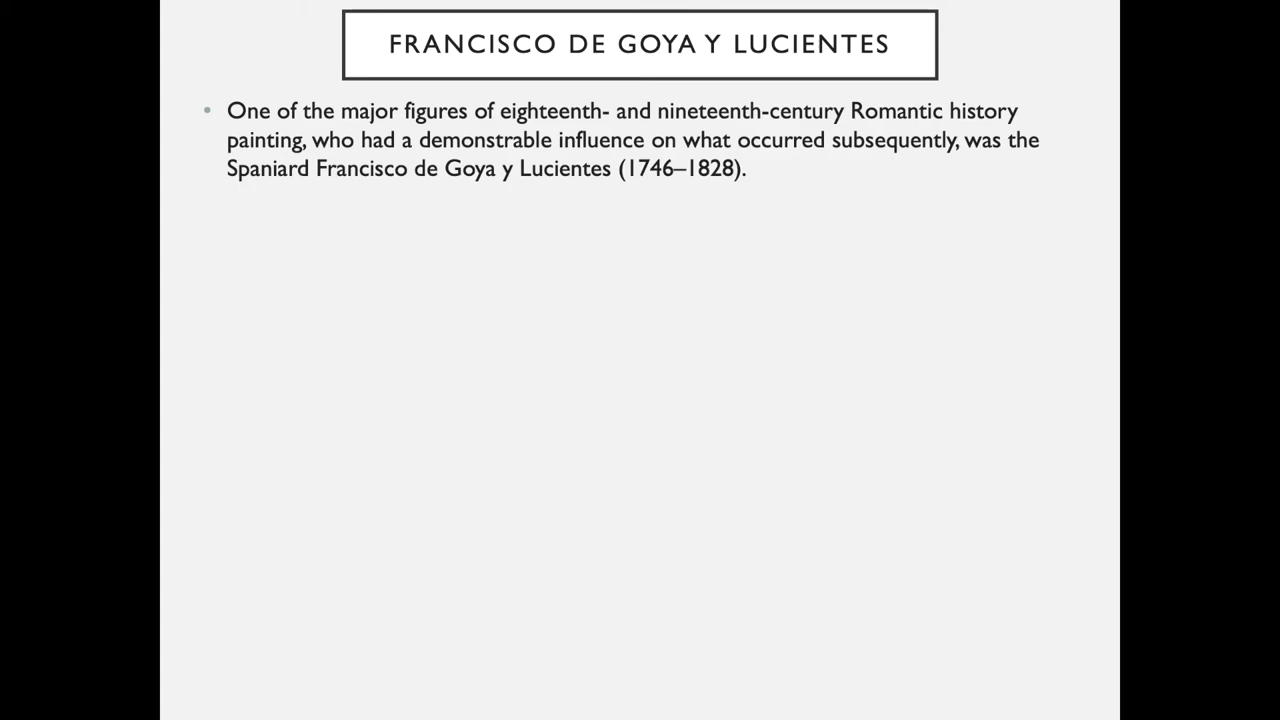 FRANCISCO DE GOYA Y LUCIENTES
• One of the major figures of eighteenth- and nineteenth-century Romantic history
painting, who had a demonstrable influence on what occurred subsequently, was the
Spaniard Francisco de Goya y Lucientes (1746–1828).